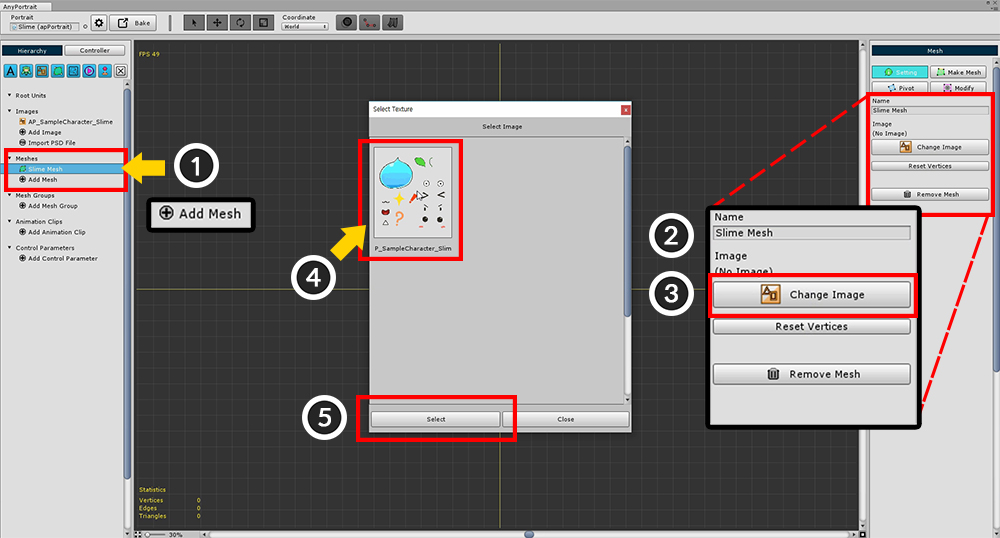 AnyPortrait
Portrait
Slime (apPortrait)
Bake
Coordinate
World
Hierarchy
Controller
Root Units
Images
AP_SampleCharacter_Slime
Add Image
Import PSD File
Meshes
Slime Mesh
Add Mesh
Mesh Groups
Add Mesh Group
Animation Clips
Add Animation Clip
Control Parameters
Add Control Parameter
FPS 49
1
Add Mesh
Select Texture
x
Select Image
P_SampleCharacter_Slim
4
5
Select
Close
Statistics
Vertices 0
Edges 0
Triangles 0
30%
Mesh
Setting
Make Mesh
Pivot
Modify
Name
Slime Mesh
Image
(No Image)
Change Image
Reset Vertices
Remove Mesh
2
Name
Slime Mesh
Image
(No Image)
3
Change Image
Reset Vertices
Remove Mesh